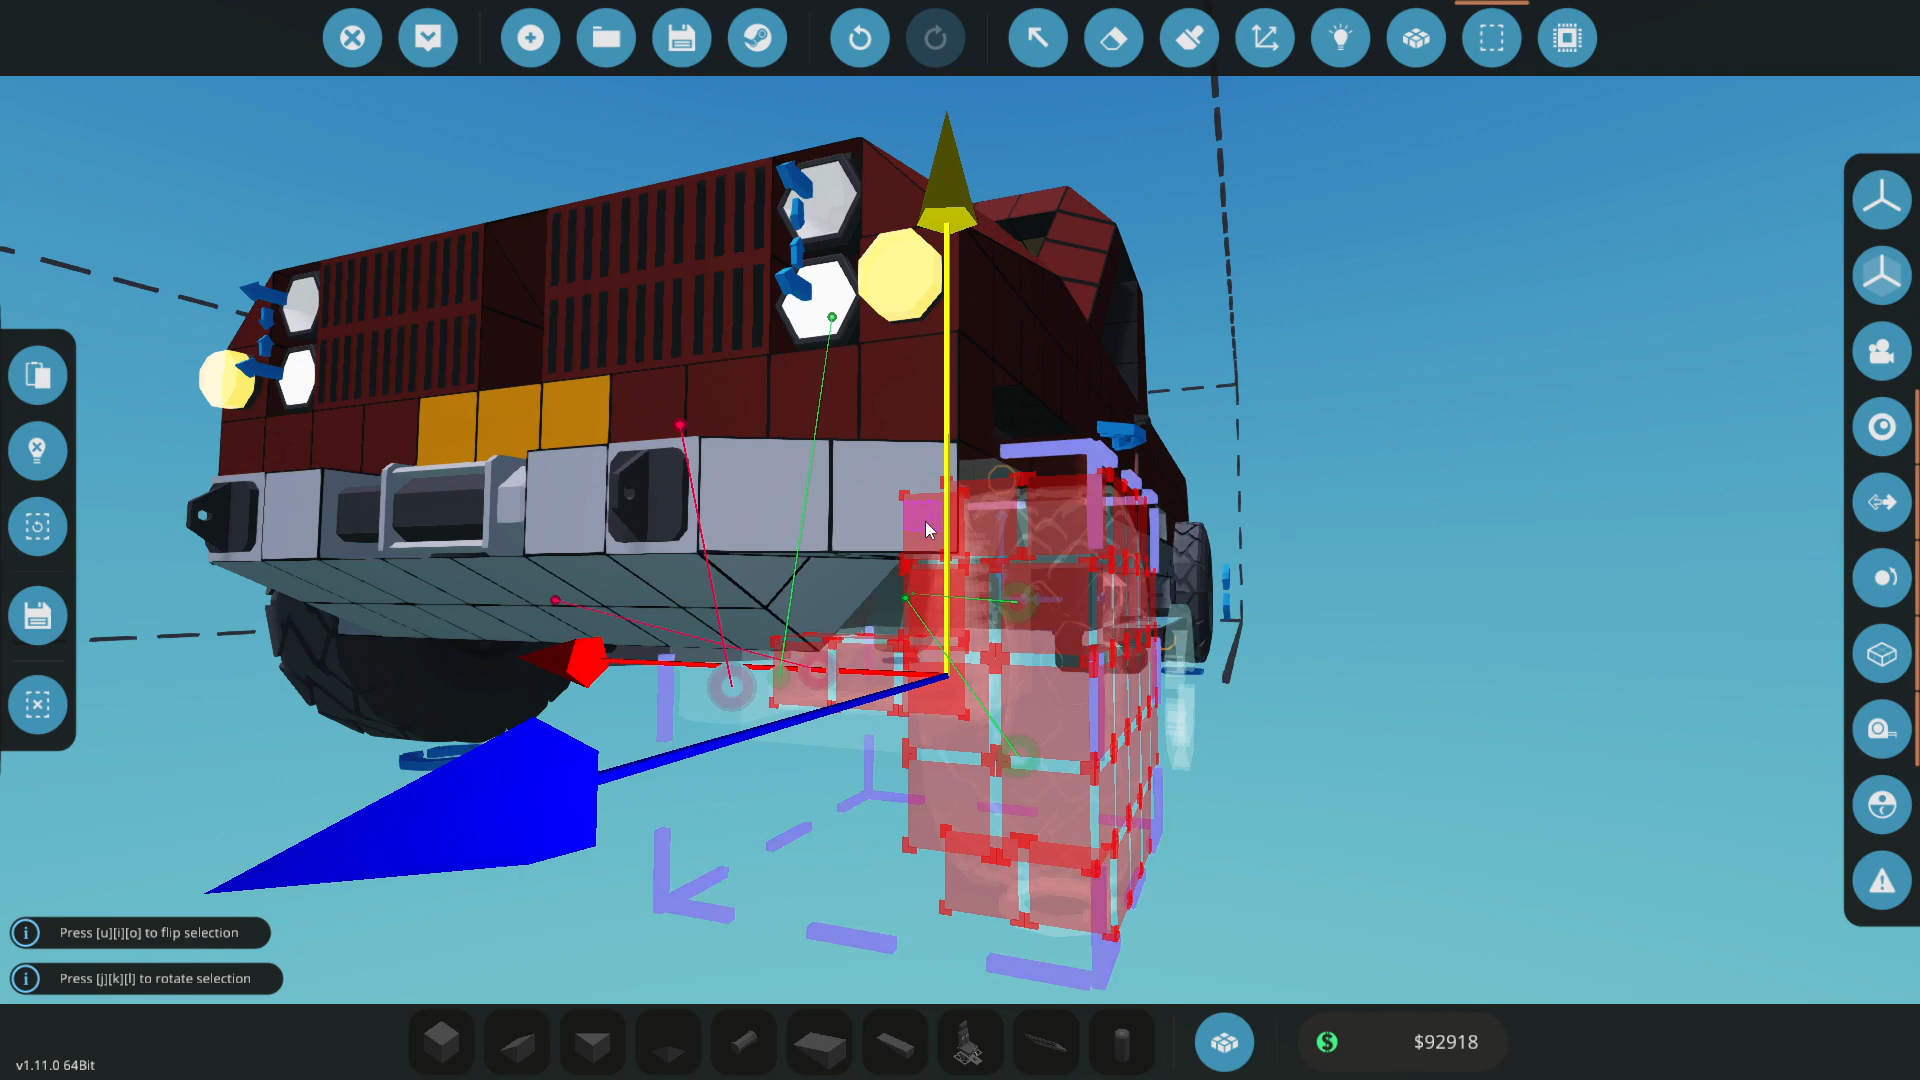 Press [u][i][o] to flip selection
Press [j][k][l] to rotate selection
$92918
v1.11.0 64Bit